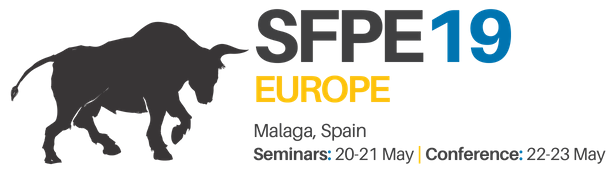 SFPE19
EUROPE
Malaga, Spain
Seminars: 20-21 May | Conference: 22-23 May